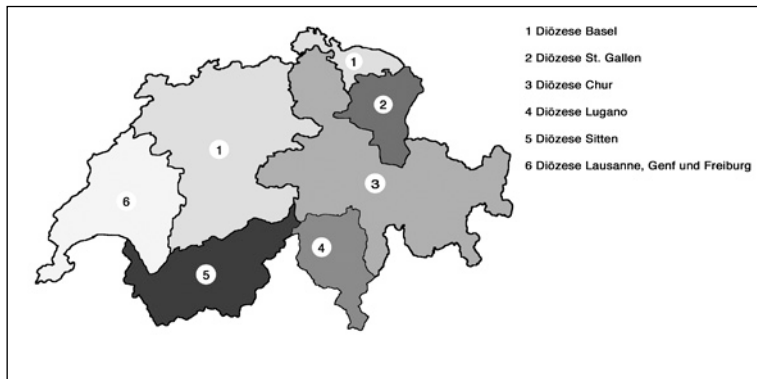 1 Diözese Basel
2 Diözese St. Gallen
3 Diözese Chur
4 Diözese Lugano
5 Diözese Sitten
6 Diözese Lausanne, Genf und Freiburg
1
2
1
3
6
4
5